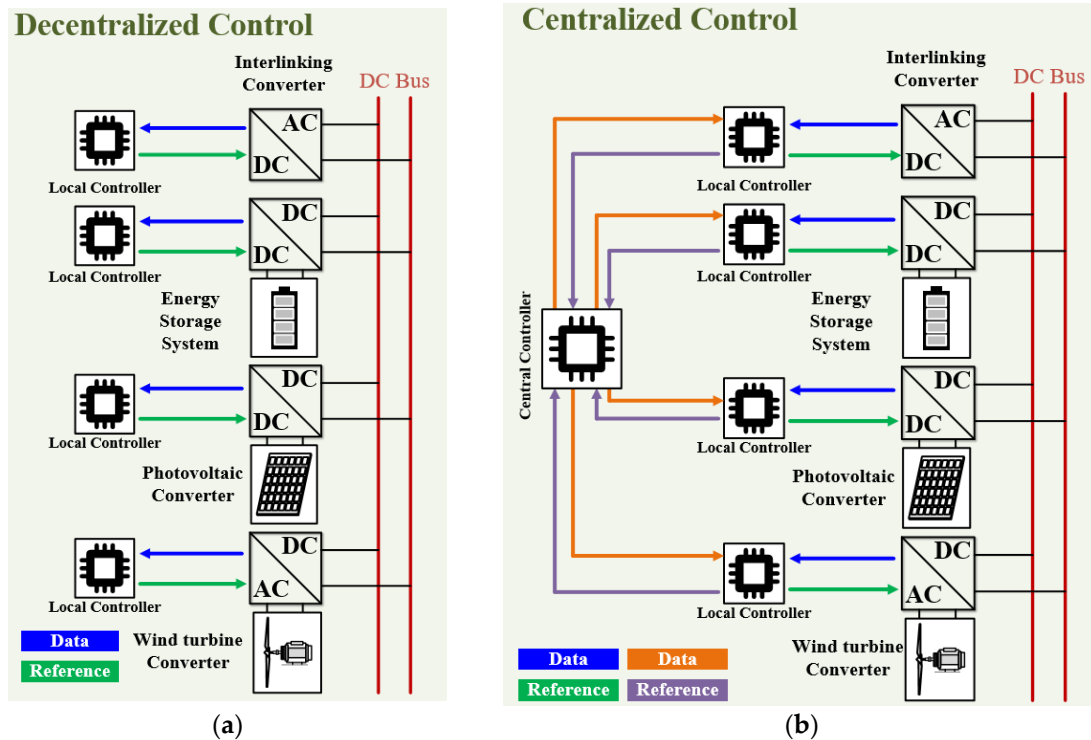 Decentralized Control
Interlinking
Converter
DC Bus
AC
DC
Local Controller
DC
DC
Local Controller
Energy
Storage
System
DC
DC
Local Controller
Photovoltaic
Converter
DC
AC
Local Controller
Wind turbine
Converter
Data
Reference
(a)
Centralized Control
Interlinking
Converter
DC Bus
AC
DC
Local Controller
DC
DC
Local Controller
Energy
Storage
System
Central Controller
DC
DC
Local Controller
Photovoltaic
Converter
DC
AC
Local Controller
Wind turbine
Converter
Data
Data
Reference
Reference
(b)